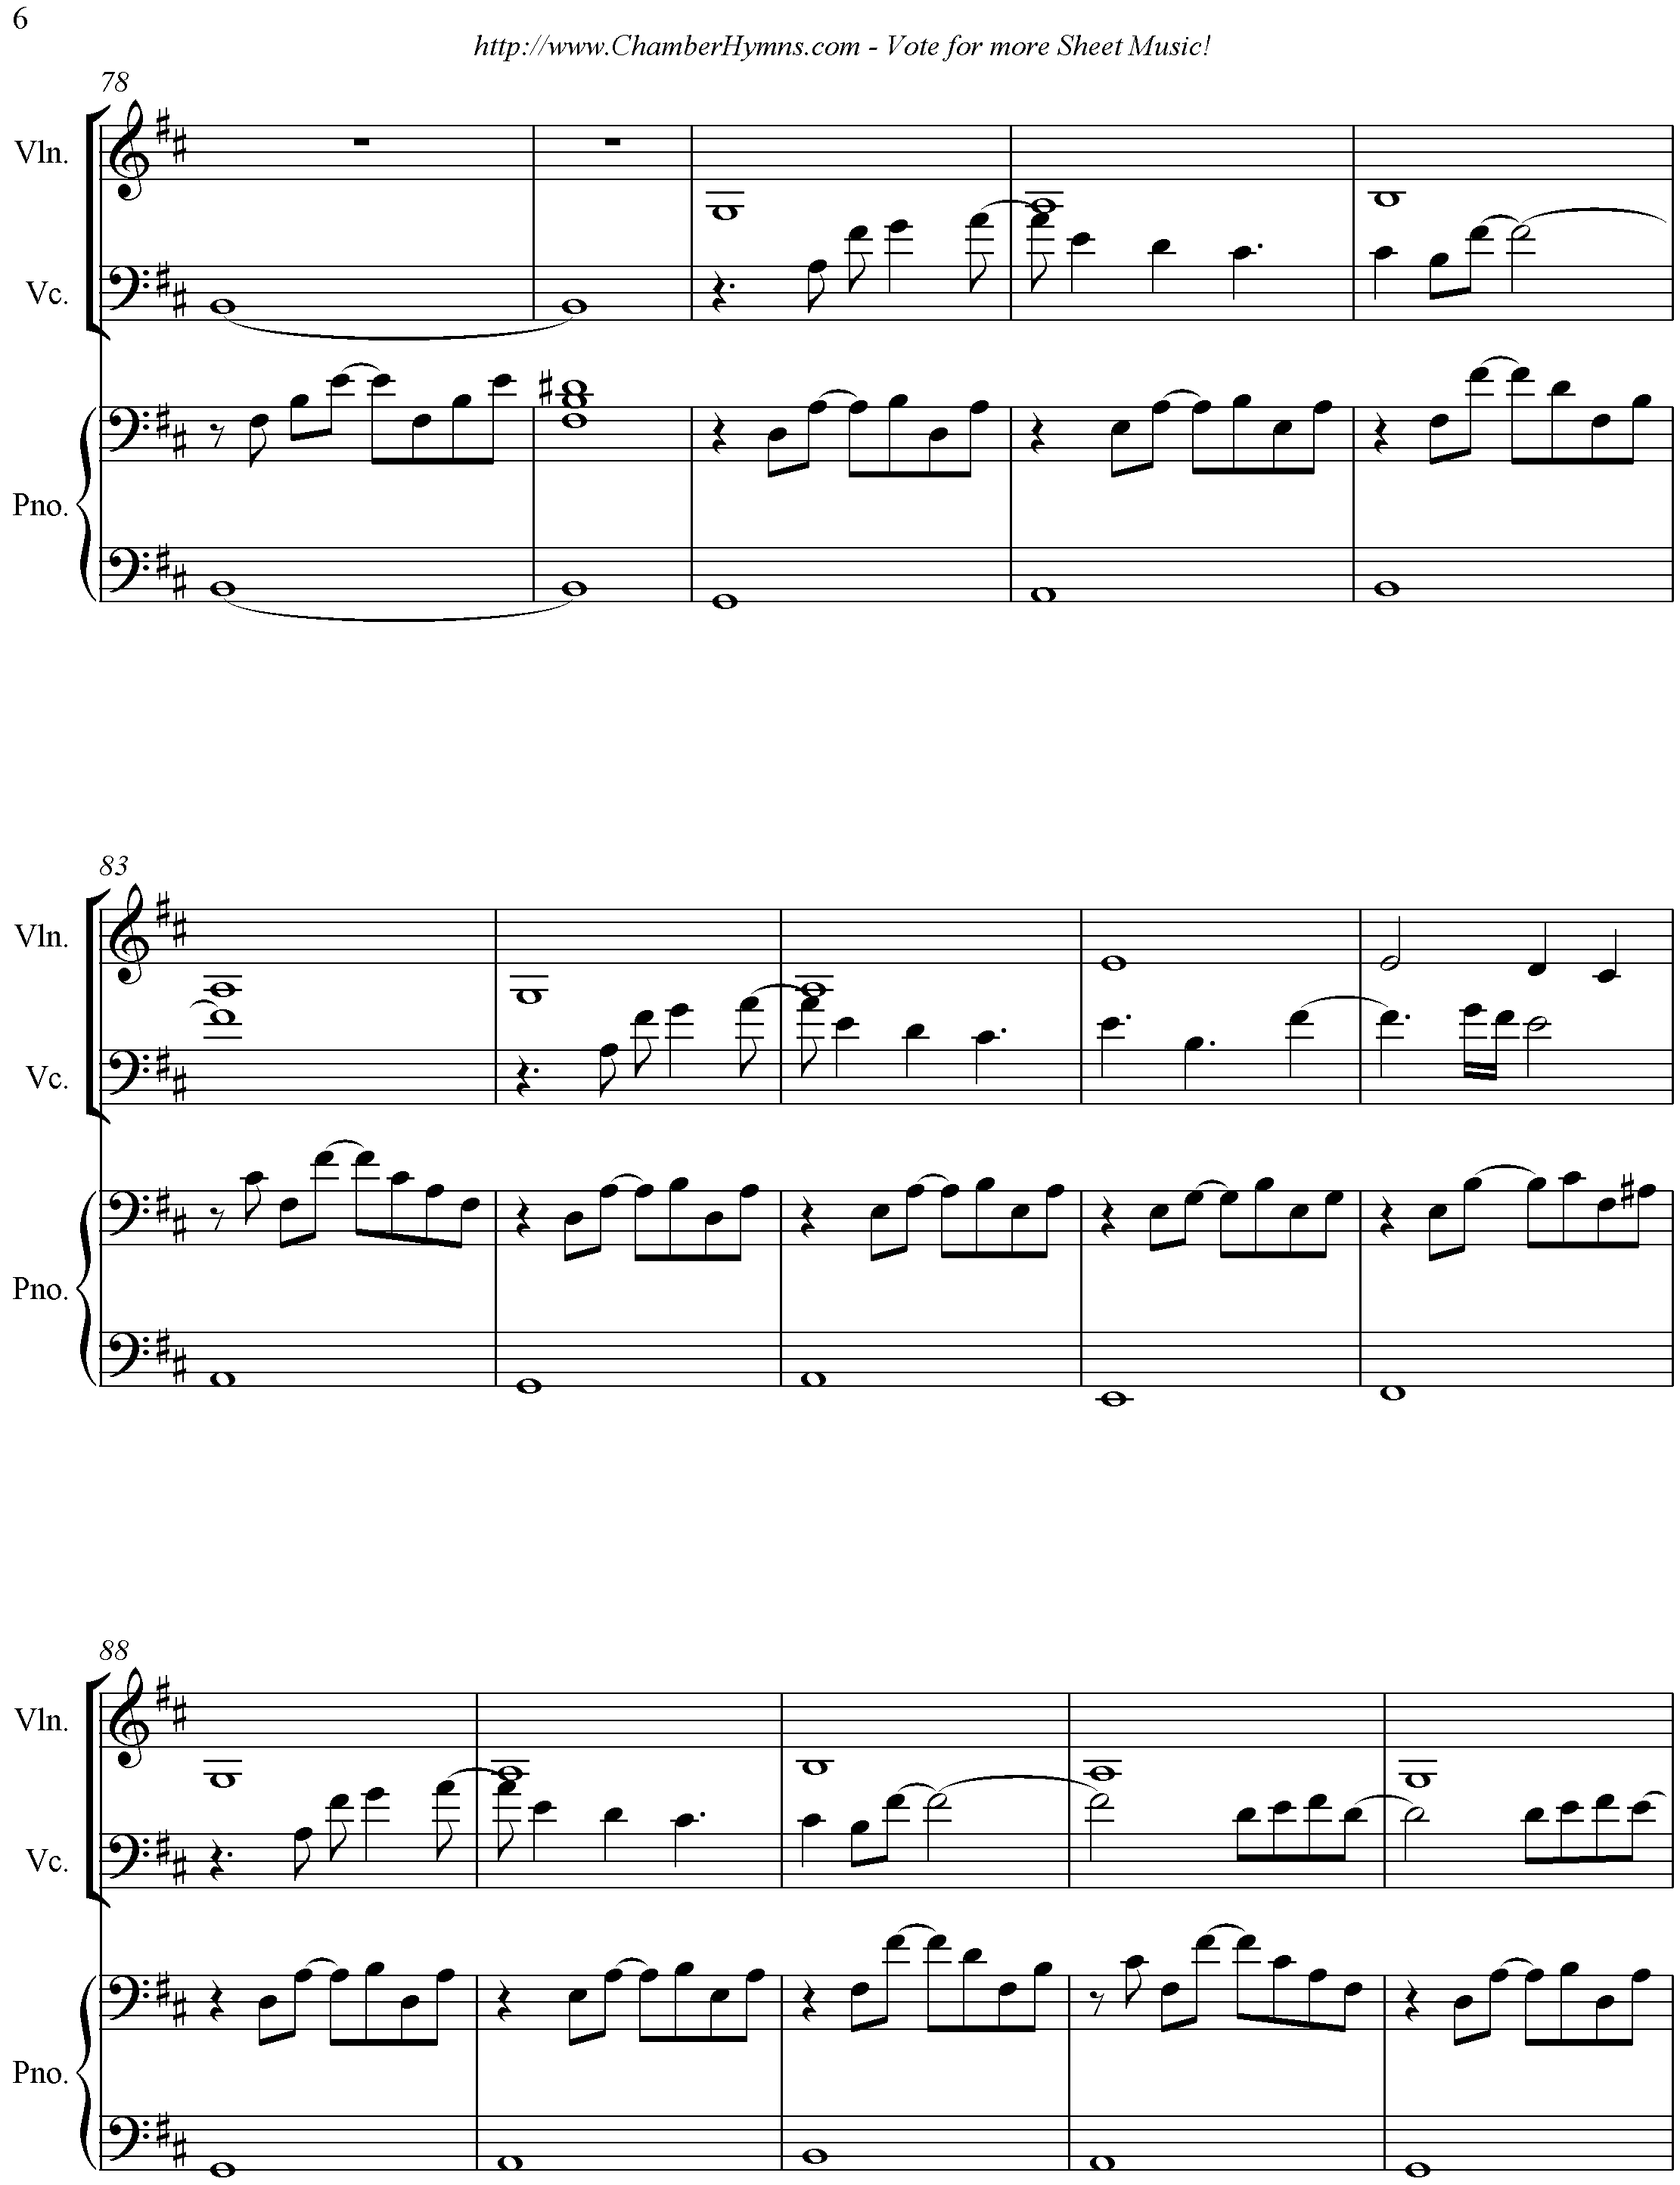 6
http://www.ChamberHymns.com - Vote for more Sheet Music!
78
Vln.
Vc.
Pno.
83
Vln.
Vc.
Pno.
88
Vln.
Vc.
Pno.